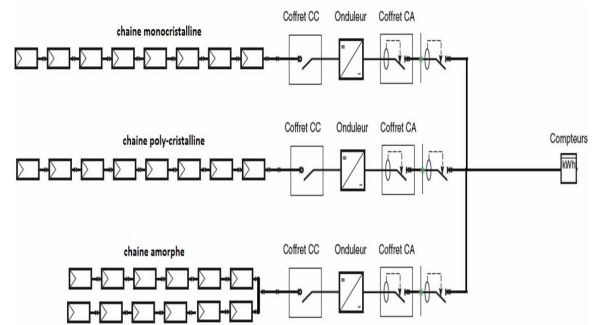 chaine monocristalline
Coffret CC Onduleur Coffret CA
chaine poly-cristalline
Coffret CC Onduleur Coffret CA
Compteurs
kWh
chaine amorphe
Coffret CC Onduleur Coffret CA